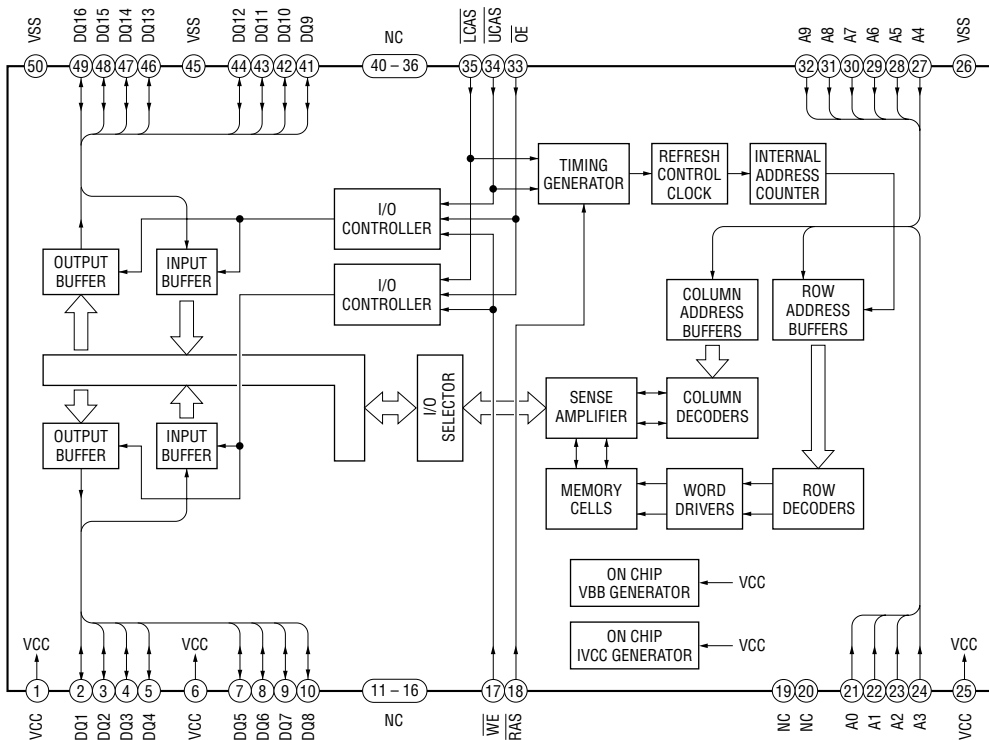 VSS DQ16 DQ15 DQ14 DQ13 VSS DQ12 DQ11 DQ10 DQ9 NC LCAS UCAS OE A9 A8 A7 A6 A5 A4 VSS
50 49 48 47 46 45 44 43 42 41 40 – 36 35 34 33 32 31 30 29 28 27 26
TIMING
GENERATOR
REFRESH
CONTROL
CLOCK
INTERNAL
ADDRESS
COUNTER
I/O
CONTROLLER
OUTPUT
BUFFER
INPUT
BUFFER
I/O
CONTROLLER
COLUMN
ADDRESS
BUFFERS
ROW
ADDRESS
BUFFERS
I/O
SELECTOR
SENSE
AMPLIFIER
COLUMN
DECODERS
OUTPUT
BUFFER
INPUT
BUFFER
MEMORY
CELLS
WORD
DRIVERS
ROW
DECODERS
ON CHIP
VBB GENERATOR
VCC
ON CHIP
IVCC GENERATOR
VCC
VCC VCC VCC
1 2 3 4 5 6 7 8 9 10 11 – 16 17 18 19 20 21 22 23 24 25
VCC DQ1 DQ2 DQ3 DQ4 VCC DQ5 DQ6 DQ7 DQ8 NC WE RAS NC NC A0 A1 A2 A3 VCC